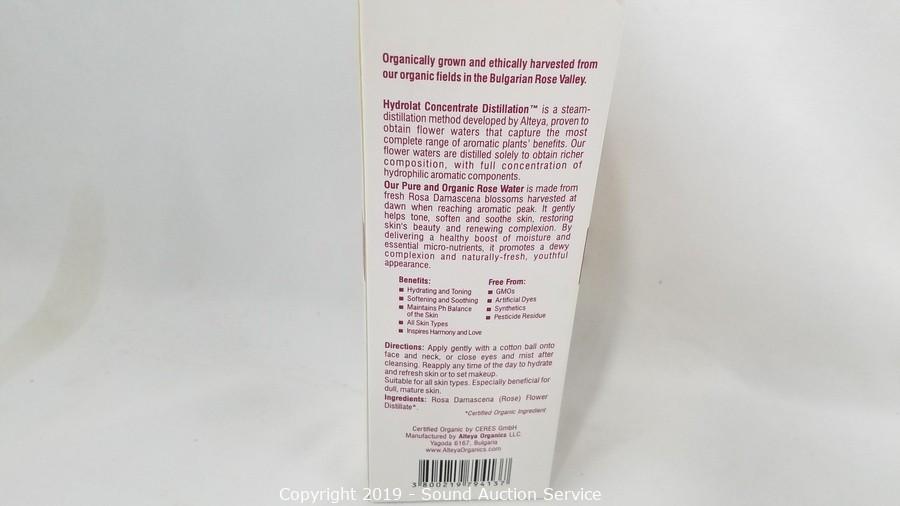 Organically grown and ethically harvested from
our organic fields in the Bulgarian Rose Valley.
Hydrolat Concentrate Distillation™ is a steam-
distillation method developed by Alteya, proven to
obtain flower waters that capture the most
complete range of aromatic plants' benefits. Our
flower waters are distilled solely to obtain richer
composition, with full concentration of
hydrophilic aromatic components.
Our Pure and Organic Rose Water is made from
fresh Rosa Damascena blossoms harvested at
dawn when reaching aromatic peak. It gently
helps tone, soften and soothe skin, restoring
skin's beauty and renewing complexion. By
delivering a healthy boost of moisture and
essential micro-nutrients, it promotes a dewy
complexion and naturally-fresh, youthful
appearance.
Benefits:
■ Hydrating and Toning
■ Softening and Soothing
■ Maintains Ph Balance
of the Skin
■ All Skin Types
■ Inspires Harmony and Love
Free From:
■ GMOs
■ Artificial Dyes
■ Synthetics
■ Pesticide Residue
Directions: Apply gently with a cotton ball onto
face and neck, or close eyes and mist after
cleansing. Reapply any time of the day to hydrate
and refresh skin or to set makeup.
Suitable for all skin types. Especially beneficial for
dull, mature skin.
Ingredients: Rosa Damascena (Rose) Flower
Distillate*.
*Certified Organic Ingredient
Certified Organic by CERES GmbH
Manufactured by Alteya Organics LLC.
Yagoda 6167, Bulgaria
www.AlteyaOrganics.com
3 800219 794137
Copyright 2019 - Sound Auction Service